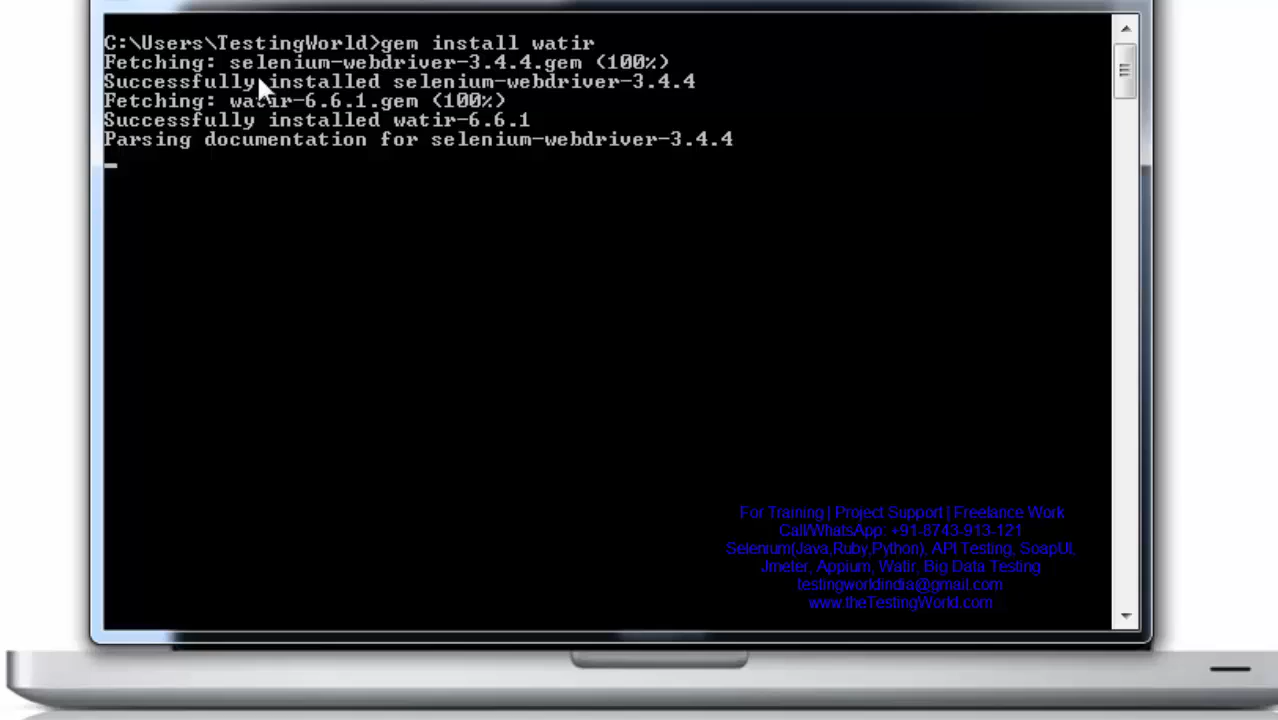 C:\Users\TestingWorld>gem install watir
Fetching: selenium-webdriver-3.4.4.gem (100%)
Successfully installed selenium-webdriver-3.4.4
Fetching: watir-6.6.1.gem (100%)
Successfully installed watir-6.6.1
Parsing documentation for selenium-webdriver-3.4.4
For Training | Project Support | Freelance Work
Call/WhatsApp: +91-8743-913-121
Selenium(Java,Ruby,Python), API Testing, SoapUI,
Jmeter, Appium, Watir, Big Data Testing
testingworldindia@gmail.com
www.theTestingWorld.com